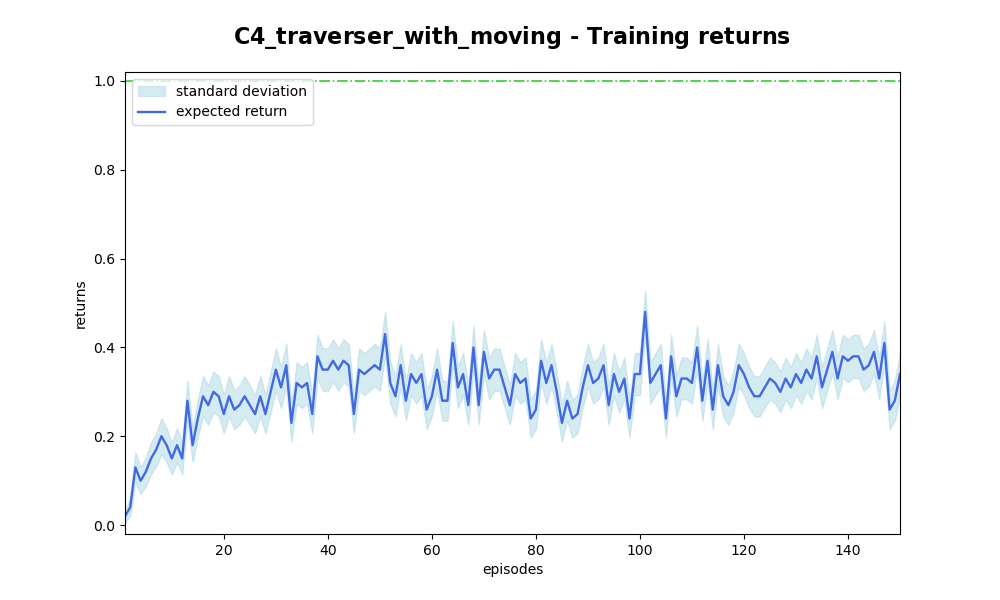 C4_traverser_with_moving - Training returns
1.0
standard deviation
expected return
0.8
0.6
returns
0.4
0.2
0.0
20 40 60 80 100 120 140
episodes